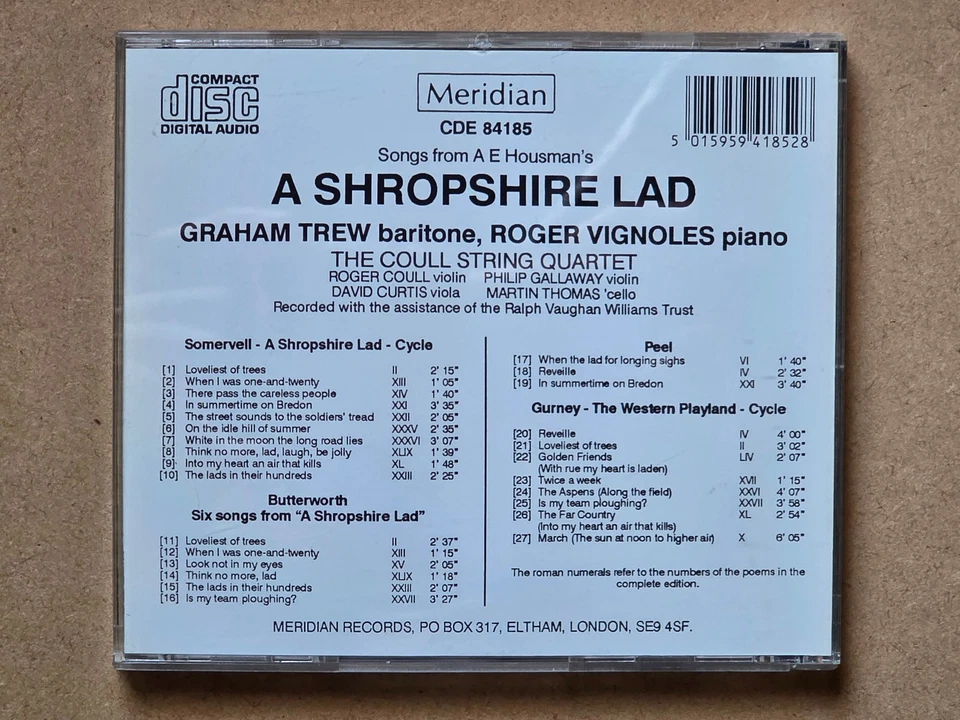 COMPACT
disc
DIGITAL AUDIO
Meridian
CDE 84185
5 015959 418528
Songs from A E Housman's
A SHROPSHIRE LAD
GRAHAM TREW baritone, ROGER VIGNOLES piano
THE COULL STRING QUARTET
ROGER COULL violin PHILIP GALLAWAY violin
DAVID CURTIS viola MARTIN THOMAS 'cello
Recorded with the assistance of the Ralph Vaughan Williams Trust
Somervell - A Shropshire Lad - Cycle
[1] Loveliest of trees II 2' 15"
[2] When I was one-and-twenty XIII 1' 05"
[3] There pass the careless people XIV 1' 40"
[4] In summertime on Bredon XXI 3' 35"
[5] The street sounds to the soldiers' tread XXII 2' 05"
[6] On the idle hill of summer XXXV 2' 35"
[7] White in the moon the long road lies XXXVI 3' 07"
[8] Think no more, lad, laugh, be jolly XLIX 1' 39"
[9] Into my heart an air that kills XL 1' 48"
[10] The lads in their hundreds XXIII 2' 25"
Butterworth
Six songs from "A Shropshire Lad"
[11] Loveliest of trees II 2' 37"
[12] When I was one-and-twenty XIII 1' 15"
[13] Look not in my eyes XV 2' 05"
[14] Think no more, lad XLIX 1' 18"
[15] The lads in their hundreds XXIII 2' 07"
[16] Is my team ploughing? XXVII 3' 27"
Peel
[17] When the lad for longing sighs VI 1' 40"
[18] Reveille IV 2' 32"
[19] In summertime on Bredon XXI 3' 40"
Gurney - The Western Playland - Cycle
[20] Reveille IV 4' 00"
[21] Loveliest of trees II 3' 02"
[22] Golden Friends LIV 2' 07"
(With rue my heart is laden)
[23] Twice a week XVII 1' 15"
[24] The Aspens (Along the field) XXVI 4' 07"
[25] Is my team ploughing? XXVII 3' 58"
[26] The Far Country XL 2' 54"
(Into my heart an air that kills)
[27] March (The sun at noon to higher air) X 6' 05"
The roman numerals refer to the numbers of the poems in the
complete edition.
MERIDIAN RECORDS, PO BOX 317, ELTHAM, LONDON, SE9 4SF.